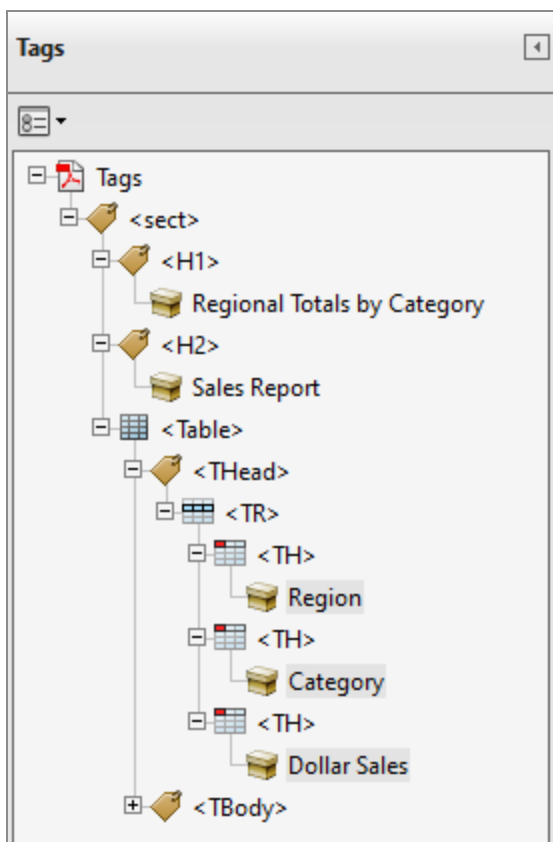 Tags
Tags
<sect>
<H1>
Regional Totals by Category
<H2>
Sales Report
<Table>
<THead>
<TR>
<TH>
Region
<TH>
Category
<TH>
Dollar Sales
<TBody>